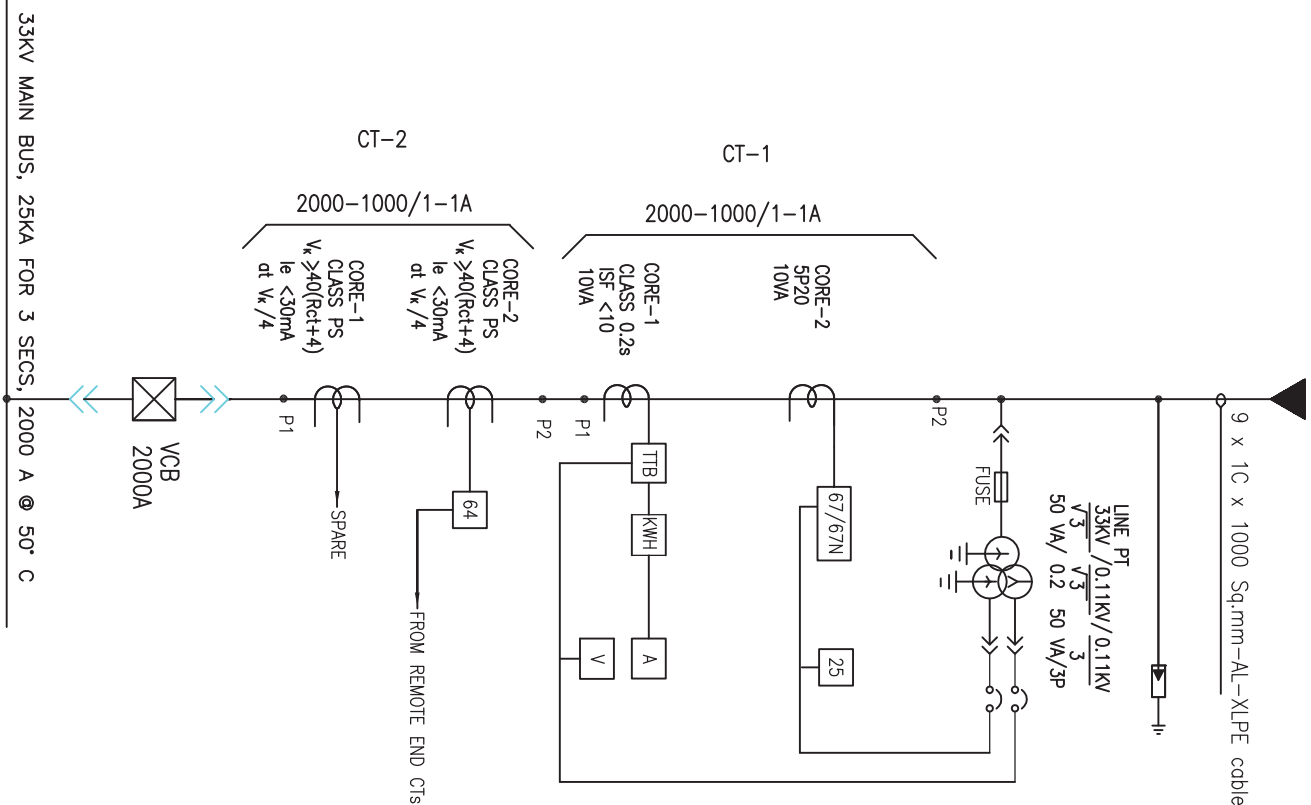 33KV MAIN BUS, 25KA FOR 3 SECS, 2000 A @ 50° C
VCB
2000A
CT-2
2000-1000/1-1A
CORE-1
CLASS PS
Vₖ ≥40(Rct+4)
Ie <30mA
at Vₖ/4
CORE-2
CLASS PS
Vₖ ≥40(Rct+4)
Ie <30mA
at Vₖ/4
P1
SPARE
64
FROM REMOTE END CTs
P2
CT-1
2000-1000/1-1A
CORE-1
CLASS 0.2s
ISF <10
10VA
CORE-2
5P20
10VA
P1
TTB
KWH
A
V
67/67N
25
P2
FUSE
LINE PT
33KV/0.11KV/0.11KV
√3 √3 3
50 VA/ 0.2 50 VA/3P
9 x 1C x 1000 Sq.mm-AL-XLPE cable